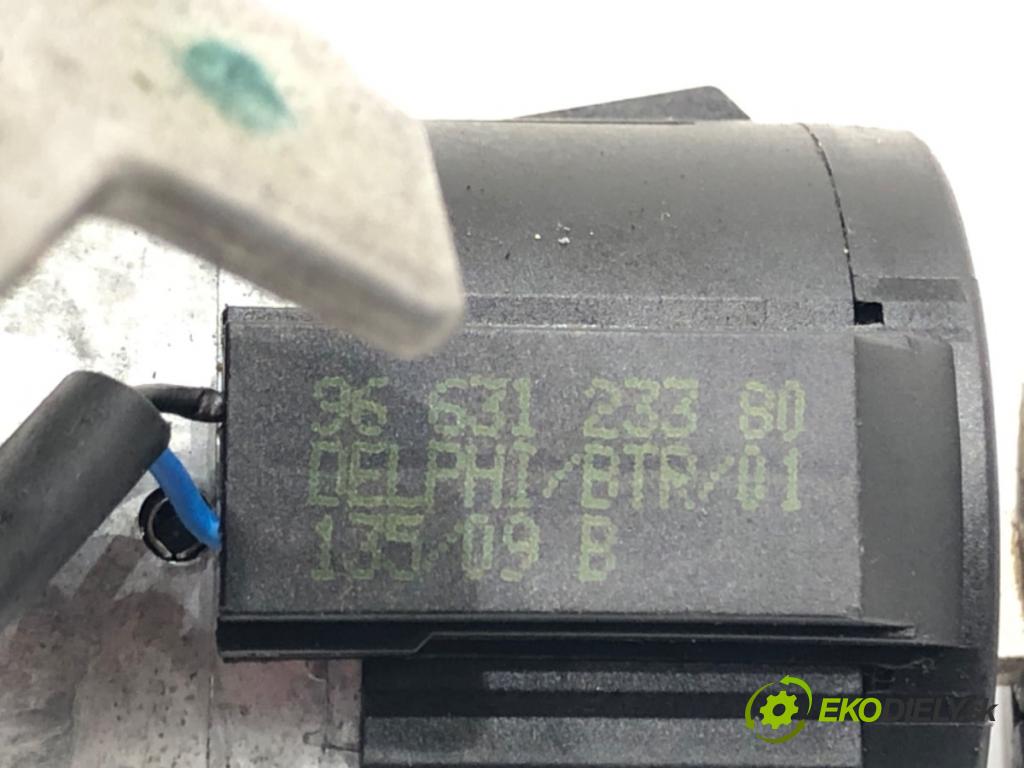 96 631 233 80
DELPHI/BTR/01
135/09 B
EKODIELY.sk